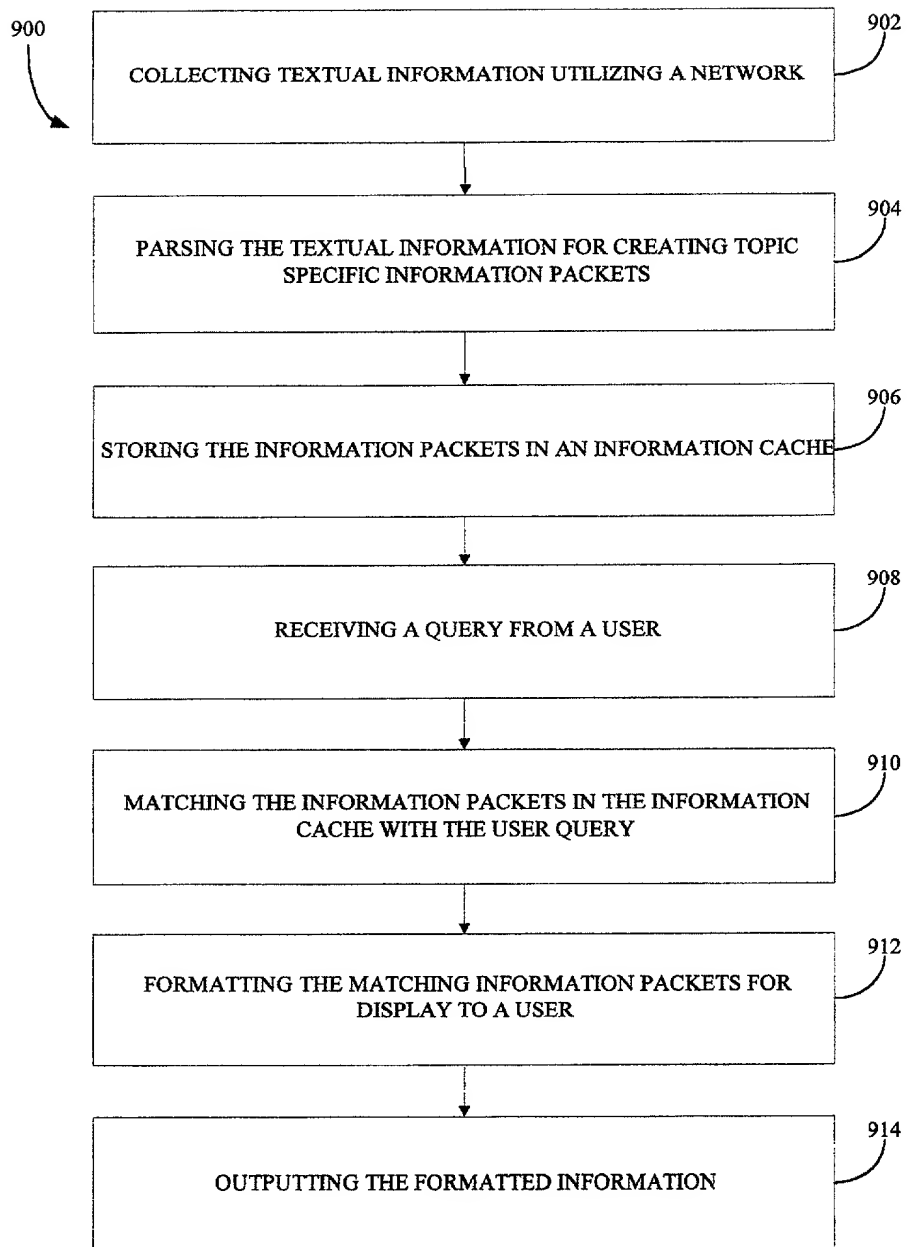 900
902
COLLECTING TEXTUAL INFORMATION UTILIZING A NETWORK
904
PARSING THE TEXTUAL INFORMATION FOR CREATING TOPIC
SPECIFIC INFORMATION PACKETS
906
STORING THE INFORMATION PACKETS IN AN INFORMATION CACHE
908
RECEIVING A QUERY FROM A USER
910
MATCHING THE INFORMATION PACKETS IN THE INFORMATION
CACHE WITH THE USER QUERY
912
FORMATTING THE MATCHING INFORMATION PACKETS FOR
DISPLAY TO A USER
914
OUTPUTTING THE FORMATTED INFORMATION